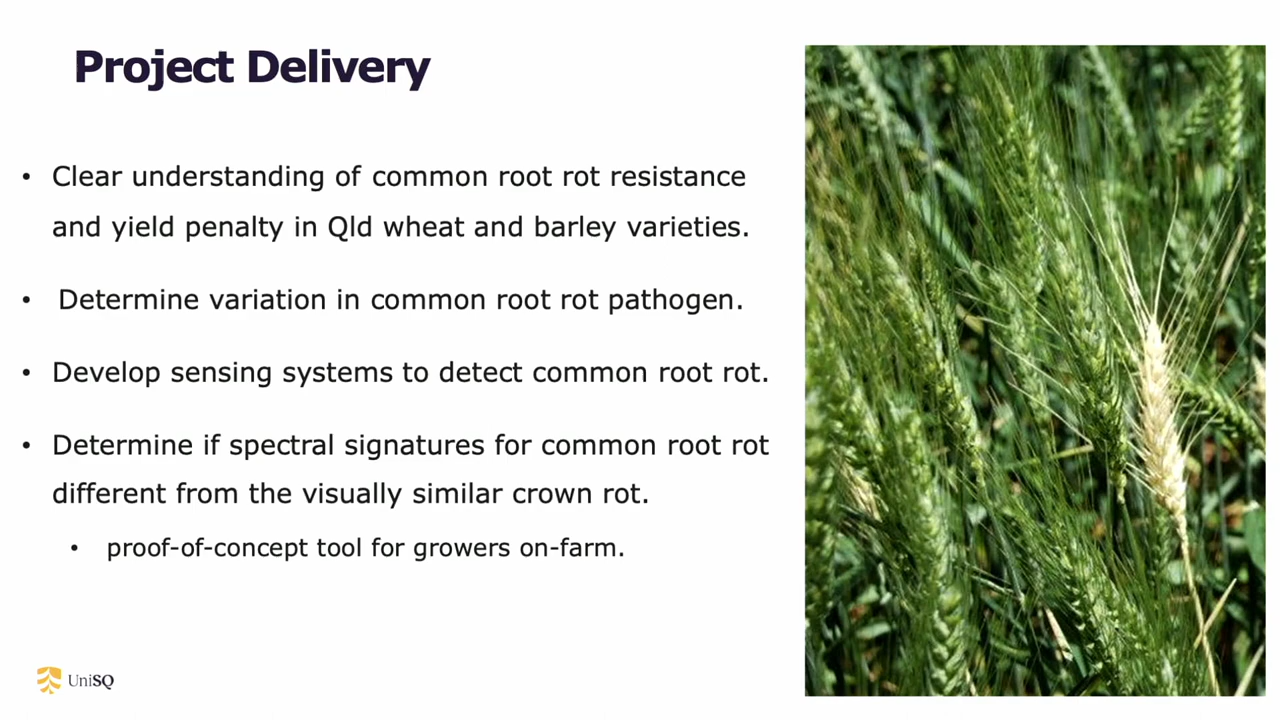 Project Delivery
• Clear understanding of common root rot resistance
and yield penalty in Qld wheat and barley varieties.
• Determine variation in common root rot pathogen.
• Develop sensing systems to detect common root rot.
• Determine if spectral signatures for common root rot
different from the visually similar crown rot.
• proof-of-concept tool for growers on-farm.
UniSQ